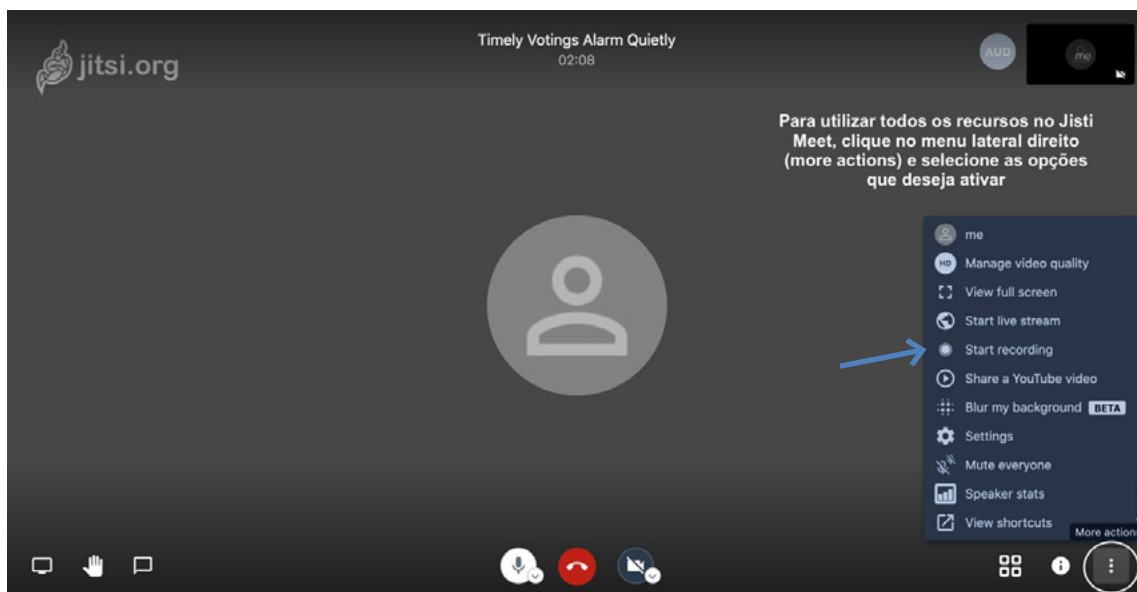 jitsi.org
Timely Votings Alarm Quietly
02:08
AUD
me
Para utilizar todos os recursos no Jisti
Meet, clique no menu lateral direito
(more actions) e selecione as opções
que deseja ativar
me
HD Manage video quality
View full screen
Start live stream
Start recording
Share a YouTube video
Blur my background BETA
Settings
Mute everyone
Speaker stats
View shortcuts
More actions